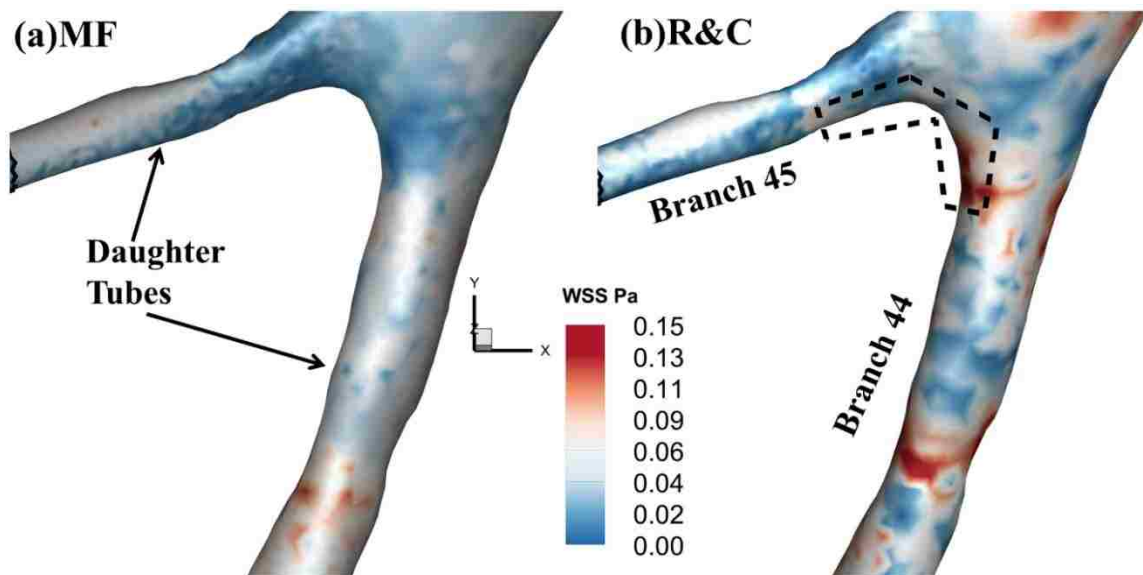 (a)MF
Daughter
Tubes
Y
Z
X
WSS Pa
0.15
0.13
0.11
0.09
0.06
0.04
0.02
0.00
(b)R&C
Branch 45
Branch 44